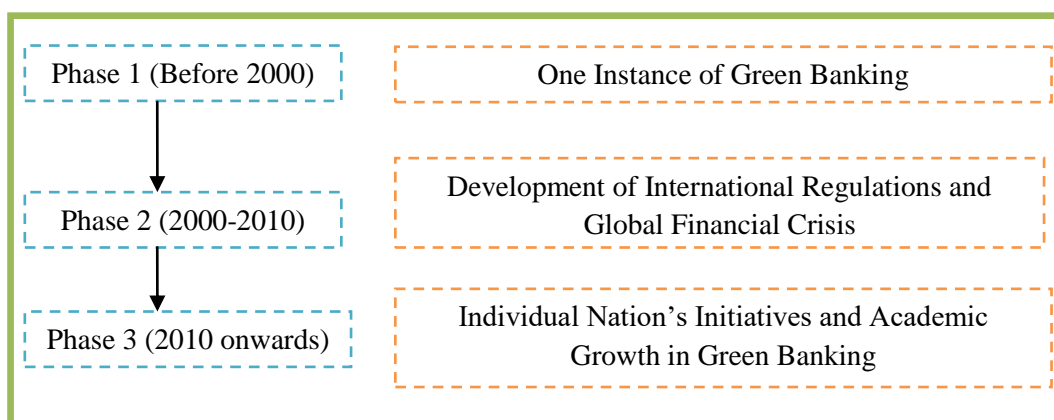 Phase 1 (Before 2000)
One Instance of Green Banking
Phase 2 (2000-2010)
Development of International Regulations and
Global Financial Crisis
Phase 3 (2010 onwards)
Individual Nation’s Initiatives and Academic
Growth in Green Banking